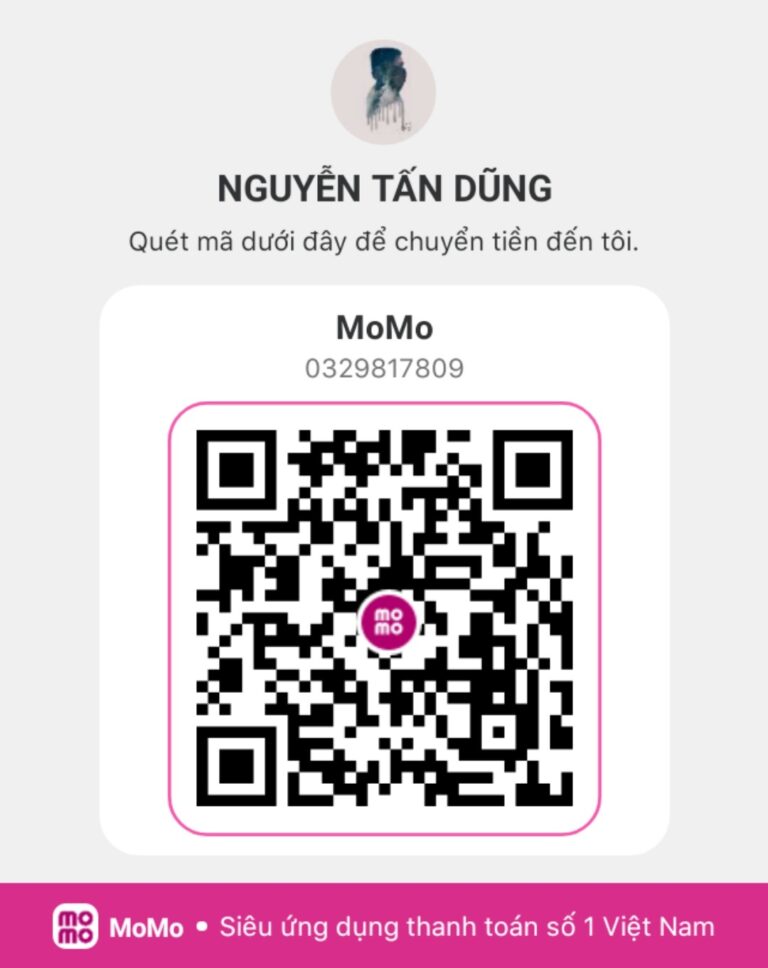 NGUYỄN TẤN DŨNG
Quét mã dưới đây để chuyển tiền đến tôi.
MoMo
0329817809
mo
mo
mo
mo
MoMo • Siêu ứng dụng thanh toán số 1 Việt Nam